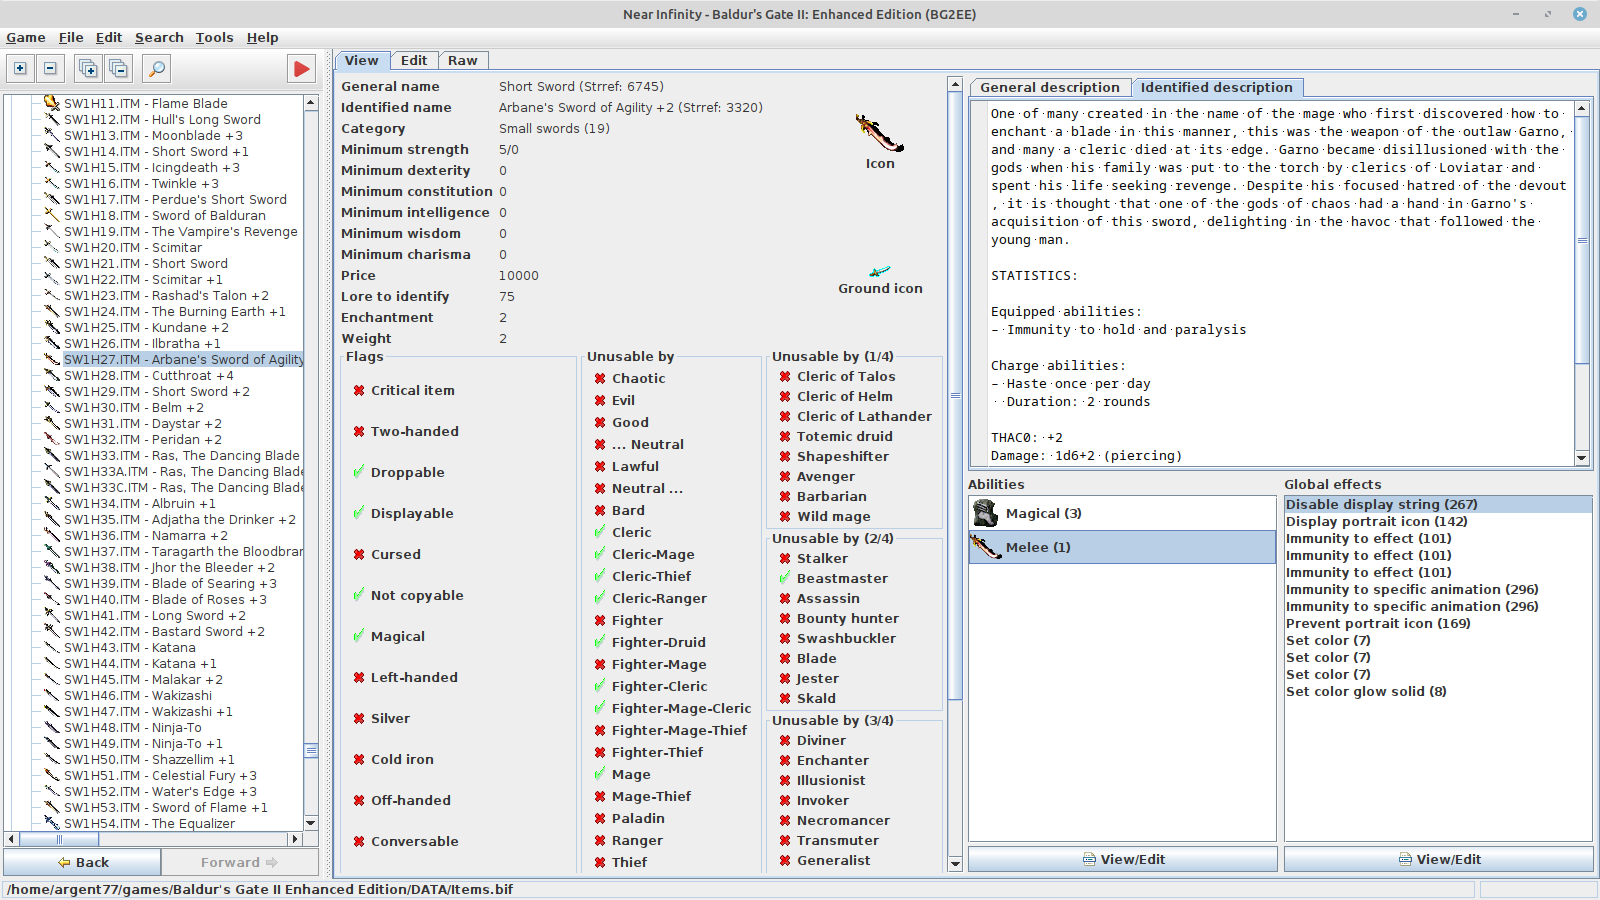 Near Infinity - Baldur's Gate II: Enhanced Edition (BG2EE)
Game File Edit Search Tools Help
SW1H11.ITM - Flame Blade
SW1H12.ITM - Hull's Long Sword
SW1H13.ITM - Moonblade +3
SW1H14.ITM - Short Sword +1
SW1H15.ITM - Icingdeath +3
SW1H16.ITM - Twinkle +3
SW1H17.ITM - Perdue's Short Sword
SW1H18.ITM - Sword of Balduran
SW1H19.ITM - The Vampire's Revenge
SW1H20.ITM - Scimitar
SW1H21.ITM - Short Sword
SW1H22.ITM - Scimitar +1
SW1H23.ITM - Rashad's Talon +2
SW1H24.ITM - The Burning Earth +1
SW1H25.ITM - Kundane +2
SW1H26.ITM - Ilbratha +1
SW1H27.ITM - Arbane's Sword of Agility
SW1H28.ITM - Cutthroat +4
SW1H29.ITM - Short Sword +2
SW1H30.ITM - Belm +2
SW1H31.ITM - Daystar +2
SW1H32.ITM - Peridan +2
SW1H33.ITM - Ras, The Dancing Blade
SW1H33A.ITM - Ras, The Dancing Blade
SW1H33C.ITM - Ras, The Dancing Blade
SW1H34.ITM - Albruin +1
SW1H35.ITM - Adjatha the Drinker +2
SW1H36.ITM - Namarra +2
SW1H37.ITM - Taragarth the Bloodbran
SW1H38.ITM - Jhor the Bleeder +2
SW1H39.ITM - Blade of Searing +3
SW1H40.ITM - Blade of Roses +3
SW1H41.ITM - Long Sword +2
SW1H42.ITM - Bastard Sword +2
SW1H43.ITM - Katana
SW1H44.ITM - Katana +1
SW1H45.ITM - Malakar +2
SW1H46.ITM - Wakizashi
SW1H47.ITM - Wakizashi +1
SW1H48.ITM - Ninja-To
SW1H49.ITM - Ninja-To +1
SW1H50.ITM - Shazzellim +1
SW1H51.ITM - Celestial Fury +3
SW1H52.ITM - Water's Edge +3
SW1H53.ITM - Sword of Flame +1
SW1H54.ITM - The Equalizer
Back
Forward
View Edit Raw
General name Short Sword (Strref: 6745)
Identified name Arbane's Sword of Agility +2 (Strref: 3320)
Category Small swords (19)
Minimum strength 5/0
Minimum dexterity 0
Minimum constitution 0
Minimum intelligence 0
Minimum wisdom 0
Minimum charisma 0
Price 10000
Lore to identify 75
Enchantment 2
Weight 2
Icon
Ground icon
Flags
Critical item
Two-handed
Droppable
Displayable
Cursed
Not copyable
Magical
Left-handed
Silver
Cold iron
Off-handed
Conversable
Unusable by
Chaotic
Evil
Good
... Neutral
Lawful
Neutral ...
Bard
Cleric
Cleric-Mage
Cleric-Thief
Cleric-Ranger
Fighter
Fighter-Druid
Fighter-Mage
Fighter-Cleric
Fighter-Mage-Cleric
Fighter-Mage-Thief
Fighter-Thief
Mage
Mage-Thief
Paladin
Ranger
Thief
Unusable by (1/4)
Cleric of Talos
Cleric of Helm
Cleric of Lathander
Totemic druid
Shapeshifter
Avenger
Barbarian
Wild mage
Unusable by (2/4)
Stalker
Beastmaster
Assassin
Bounty hunter
Swashbuckler
Blade
Jester
Skald
Unusable by (3/4)
Diviner
Enchanter
Illusionist
Invoker
Necromancer
Transmuter
Generalist
General description Identified description
One·of·many·created·in·the·name·of·the·mage·who·first·discovered·how·to·
enchant·a·blade·in·this·manner,·this·was·the·weapon·of·the·outlaw·Garno,·
and·many·a·cleric·died·at·its·edge.·Garno·became·disillusioned·with·the·
gods·when·his·family·was·put·to·the·torch·by·clerics·of·Loviatar·and·
spent·his·life·seeking·revenge.·Despite·his·focused·hatred·of·the·devout
,·it·is·thought·that·one·of·the·gods·of·chaos·had·a·hand·in·Garno's·
acquisition·of·this·sword,·delighting·in·the·havoc·that·followed·the·
young·man.
STATISTICS:
Equipped·abilities:
–·Immunity·to·hold·and·paralysis
Charge·abilities:
–·Haste·once·per·day
··Duration:·2·rounds
THAC0:·+2
Damage:·1d6+2·(piercing)
Abilities
Magical (3)
Melee (1)
View/Edit
Global effects
Disable display string (267)
Display portrait icon (142)
Immunity to effect (101)
Immunity to effect (101)
Immunity to effect (101)
Immunity to specific animation (296)
Immunity to specific animation (296)
Prevent portrait icon (169)
Set color (7)
Set color (7)
Set color (7)
Set color glow solid (8)
View/Edit
/home/argent77/games/Baldur's Gate II Enhanced Edition/DATA/Items.bif